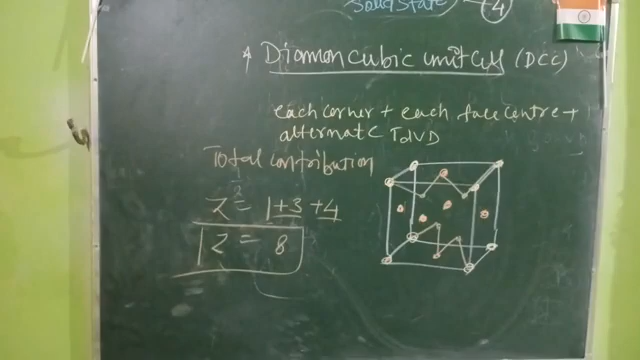 Solid State 4
Diamon cubic unit cell (DCC)
each corner + each face centre +
alternate TdVD
Total contribution
Z = 1+3 +4
Z = 8